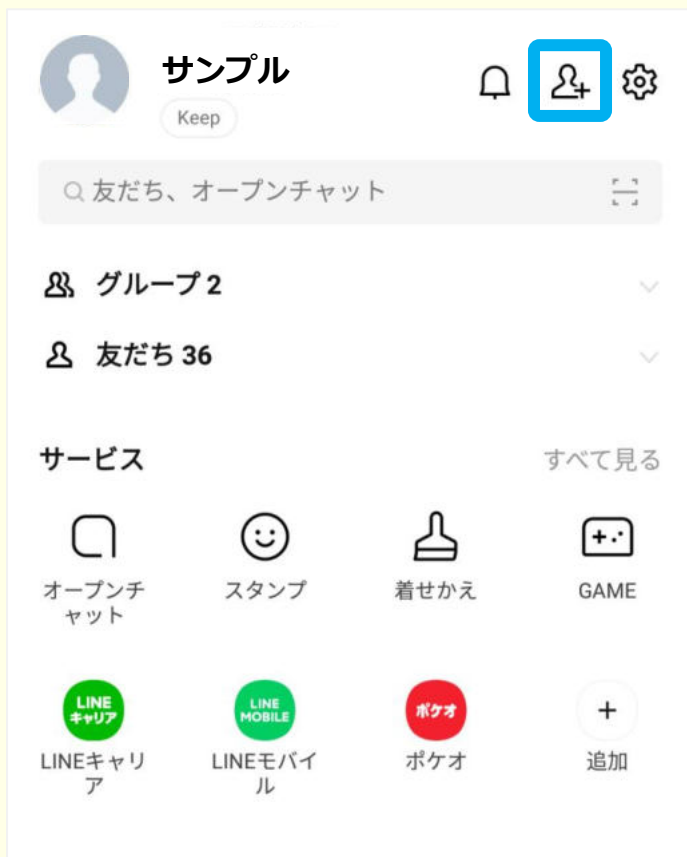 サンプル
Keep
友だち、オープンチャット
グループ 2
友だち 36
サービス
すべて見る
オープンチ
ャット
スタンプ
着せかえ
GAME
LINE
キャリア
LINE
MOBILE
ポケオ
LINEキャリ
ア
LINEモバイ
ル
ポケオ
追加